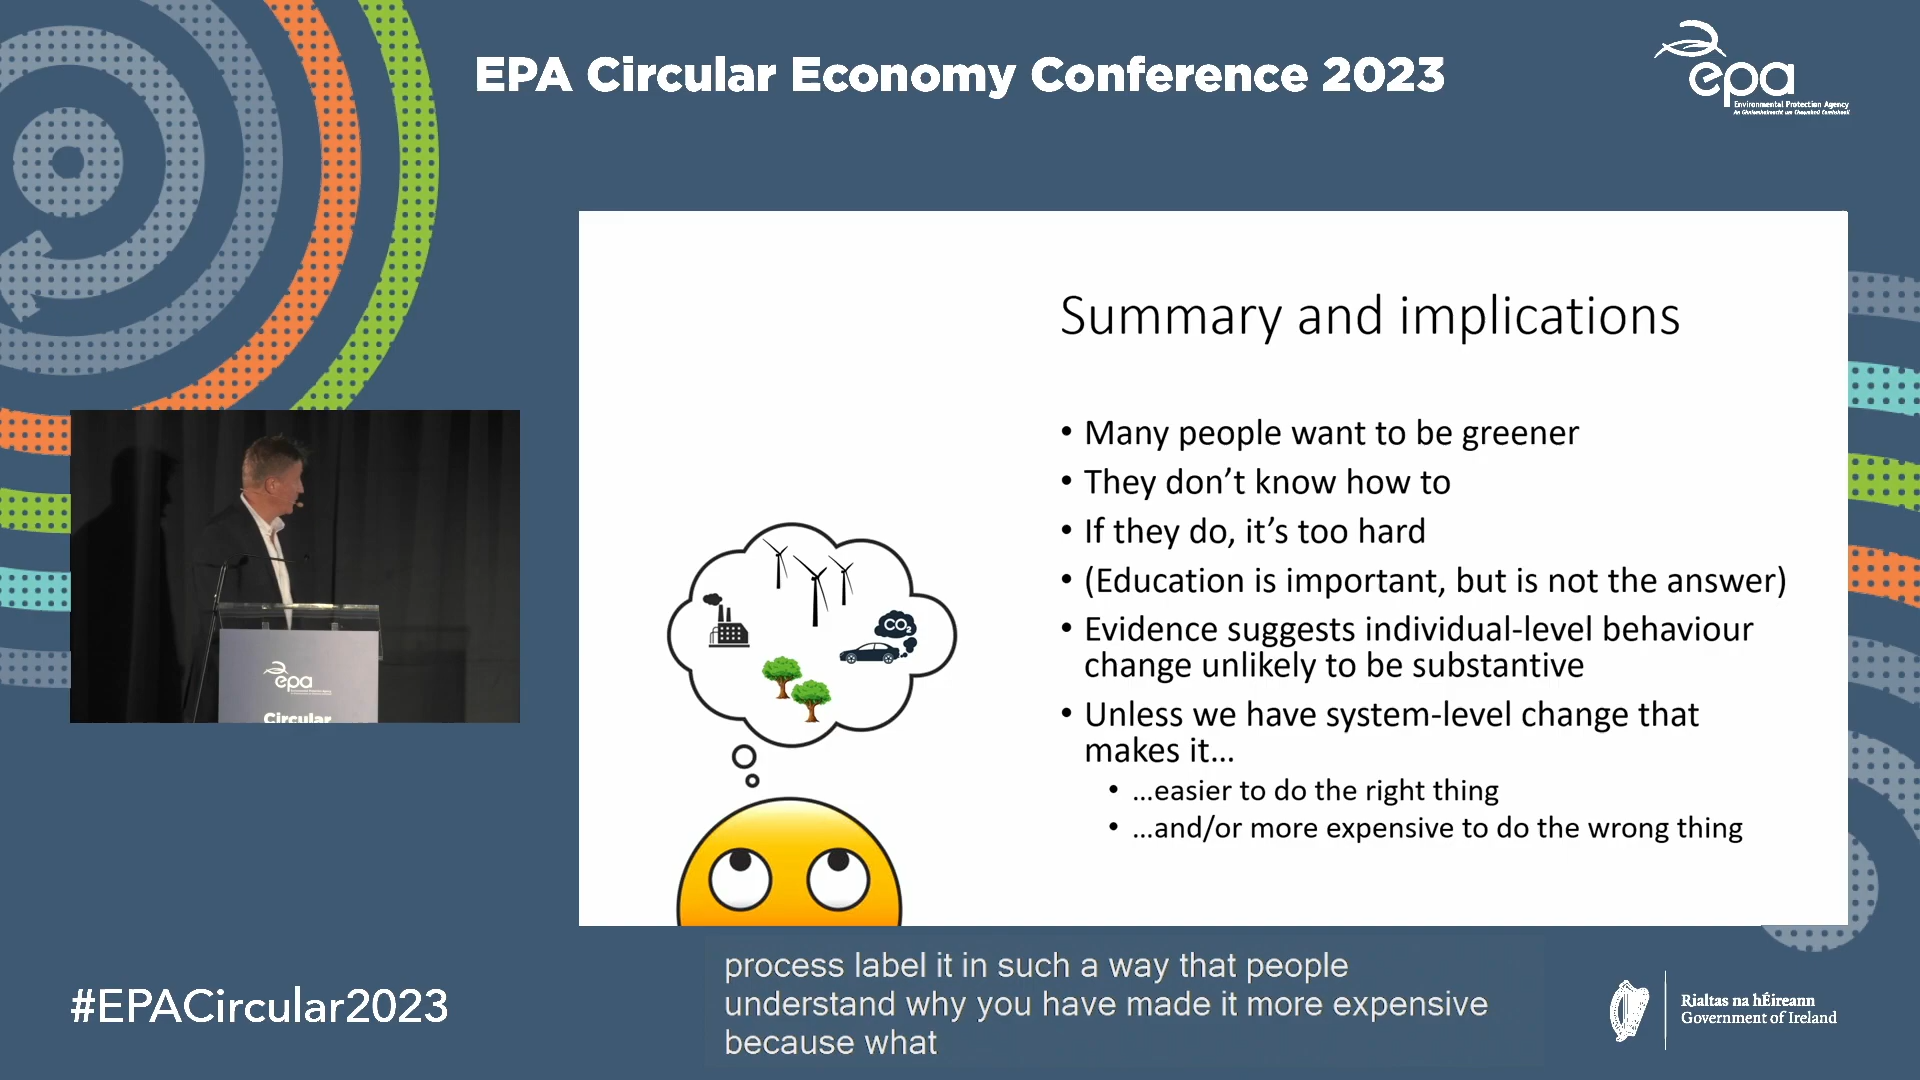 EPA Circular Economy Conference 2023
epa
Environmental Protection Agency
An Ghníomhaireacht um Chaomhnú Comhshaoil
Summary and implications
• Many people want to be greener
• They don’t know how to
• If they do, it’s too hard
• (Education is important, but is not the answer)
• Evidence suggests individual-level behaviour
change unlikely to be substantive
• Unless we have system-level change that
makes it…
• …easier to do the right thing
• …and/or more expensive to do the wrong thing
CO₂
epa
Circular
process label it in such a way that people
understand why you have made it more expensive
because what
#EPACircular2023
Rialtas na hÉireann
Government of Ireland